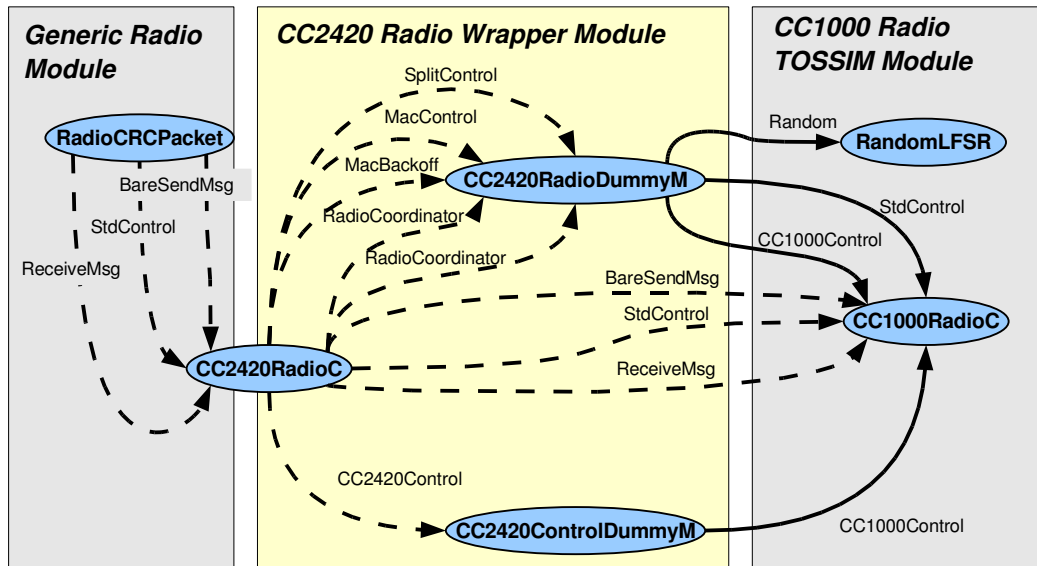 Generic Radio
Module
CC2420 Radio Wrapper Module
CC1000 Radio
TOSSIM Module
SplitControl
MacControl
MacBackoff
RadioCoordinator
RadioCoordinator
RadioCRCPacket
BareSendMsg
StdControl
ReceiveMsg
CC2420RadioC
CC2420RadioDummyM
Random
RandomLFSR
StdControl
CC1000Control
BareSendMsg
StdControl
ReceiveMsg
CC1000RadioC
CC2420Control
CC2420ControlDummyM
CC1000Control